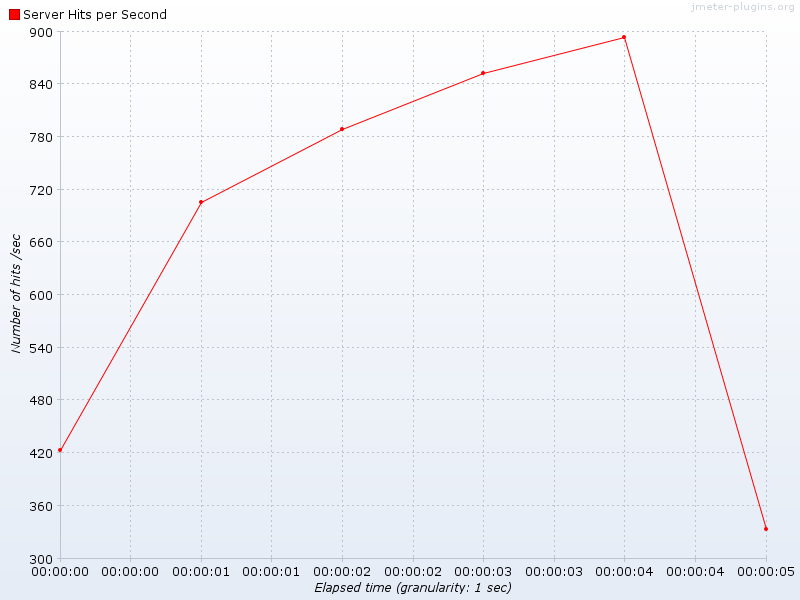 jmeter-plugins.org
Server Hits per Second
900
840
780
720
660
600
540
480
420
360
300
Number of hits /sec
00:00:00 00:00:00 00:00:01 00:00:01 00:00:02 00:00:02 00:00:03 00:00:03 00:00:04 00:00:04 00:00:05
Elapsed time (granularity: 1 sec)